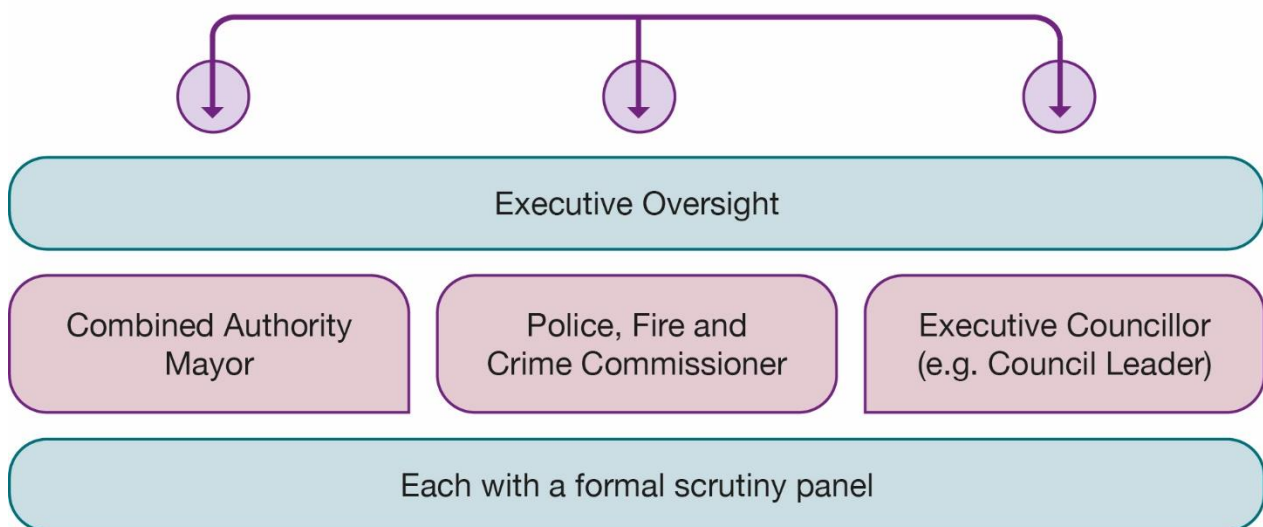 Executive Oversight
Combined Authority
Mayor
Police, Fire and
Crime Commissioner
Executive Councillor
(e.g. Council Leader)
Each with a formal scrutiny panel